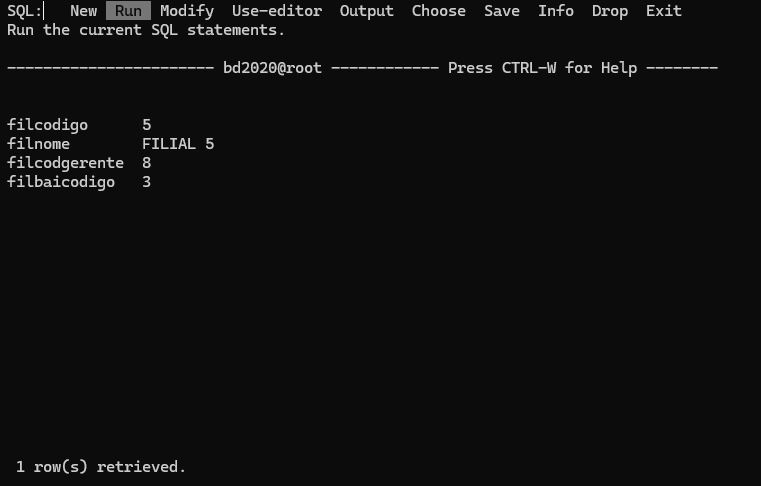 SQL:  New  Run  Modify  Use-editor  Output  Choose  Save  Info  Drop  Exit
Run the current SQL statements.
----------------------- bd2020@root ------------ Press CTRL-W for Help --------
filcodigo      5
filnome        FILIAL 5
filcodgerente  8
filbaicodigo   3
1 row(s) retrieved.